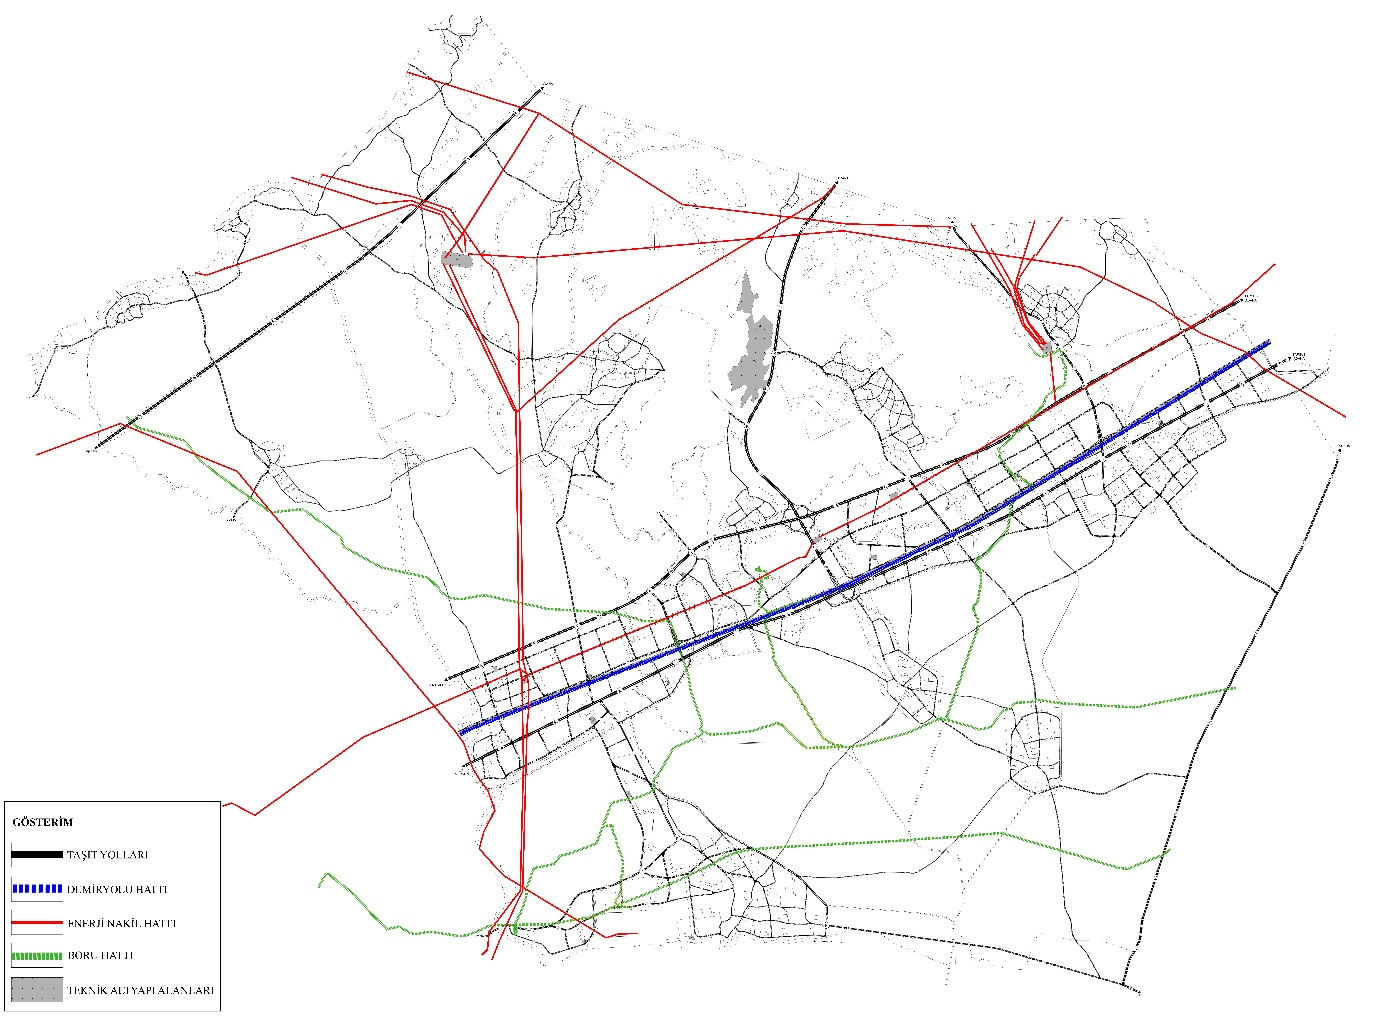 GÖSTERİM
TAŞIT YOLLARI
DEMİRYOLU HATTI
ENERJİ NAKİL HATTI
BORU HATTI
TEKNİK ALTYAPI ALANLARI